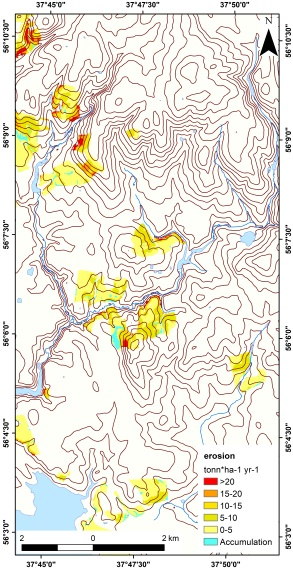 37°45'0" 37°47'30" 37°50'0"
56°10'30" 56°10'30"
N
56°9'0" 56°9'0"
56°7'30" 56°7'30"
56°6'0" 56°6'0"
56°4'30" 56°4'30"
56°3'0" 56°3'0"
erosion
tonn*ha-1 yr-1
>20
15-20
10-15
5-10
0-5
Accumulation
2 0 2 km
37°45'0" 37°47'30" 37°50'0"